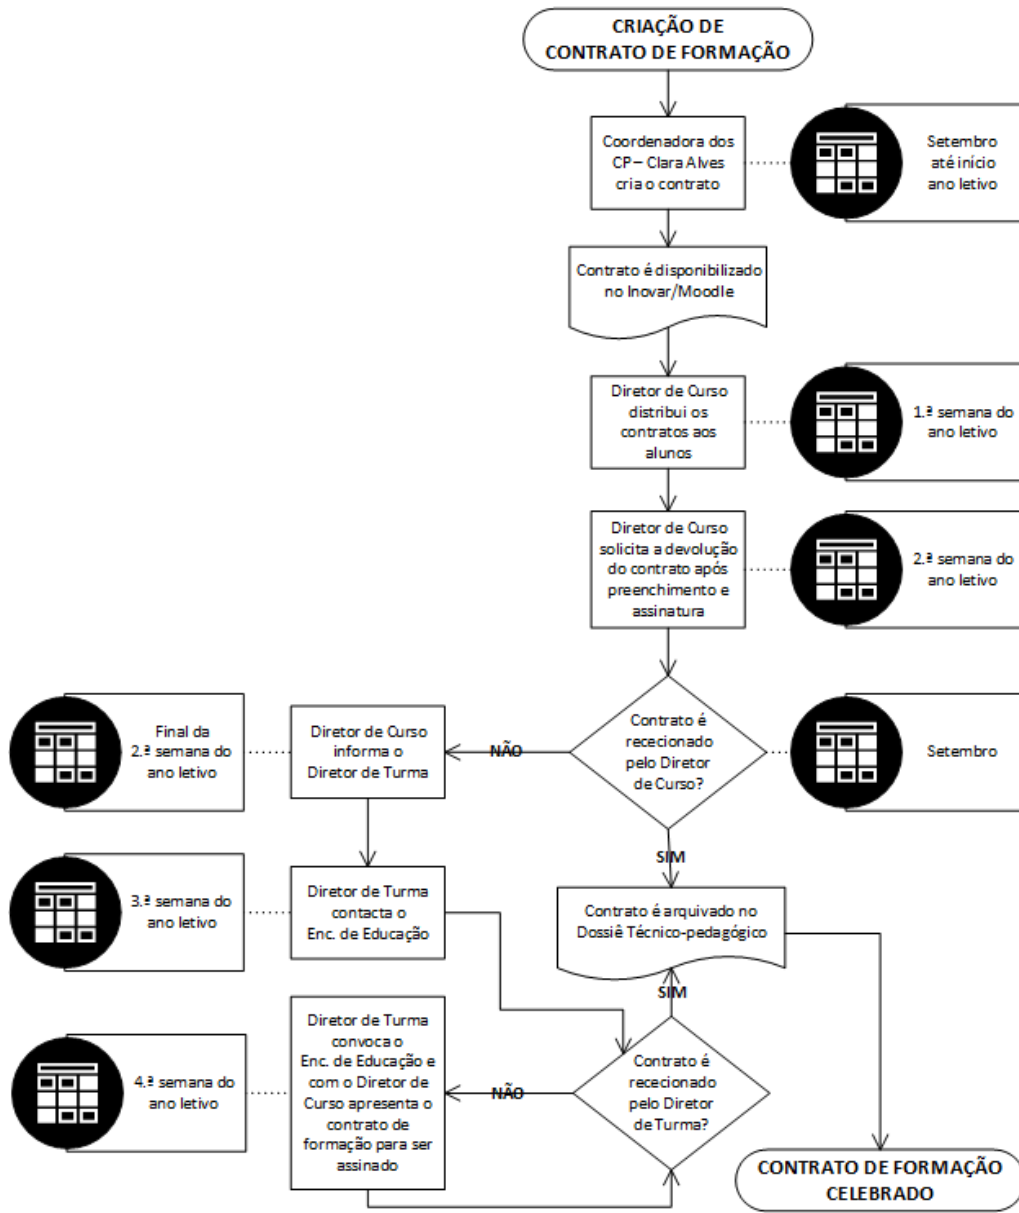 CRIAÇÃO DE
CONTRATO DE FORMAÇÃO
Coordenadora dos
CP – Clara Alves
cria o contrato
Setembro
até início
ano letivo
Contrato é disponibilizado
no Inovar/Moodle
Diretor de Curso
distribui os
contratos aos
alunos
1.ª semana do
ano letivo
Diretor de Curso
solicita a devolução
do contrato após
preenchimento e
assinatura
2.ª semana do
ano letivo
Contrato é
rececionado
pelo Diretor
de Curso?
Setembro
NÃO
Diretor de Curso
informa o
Diretor de Turma
Final da
2.ª semana do
ano letivo
SIM
Diretor de Turma
contacta o
Enc. de Educação
3.ª semana do
ano letivo
Contrato é arquivado no
Dossiê Técnico-pedagógico
SIM
Contrato é
rececionado
pelo Diretor
de Turma?
NÃO
Diretor de Turma
convoca o
Enc. de Educação e
com o Diretor de
Curso apresenta o
contrato de
formação para ser
assinado
4.ª semana do
ano letivo
CONTRATO DE FORMAÇÃO
CELEBRADO